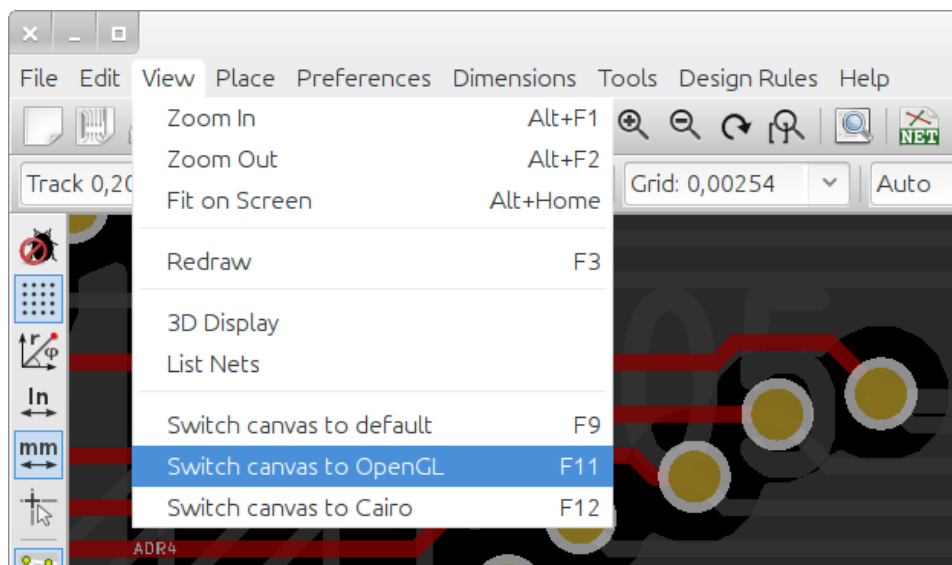 File Edit View Place Preferences Dimensions Tools Design Rules Help
Zoom In Alt+F1
NET
Zoom Out Alt+F2
Track 0,20
Grid: 0,00254
Auto
Fit on Screen Alt+Home
Redraw F3
3D Display
r
φ
List Nets
In
Switch canvas to default F9
mm
Switch canvas to OpenGL F11
Switch canvas to Cairo F12
ADR4
05